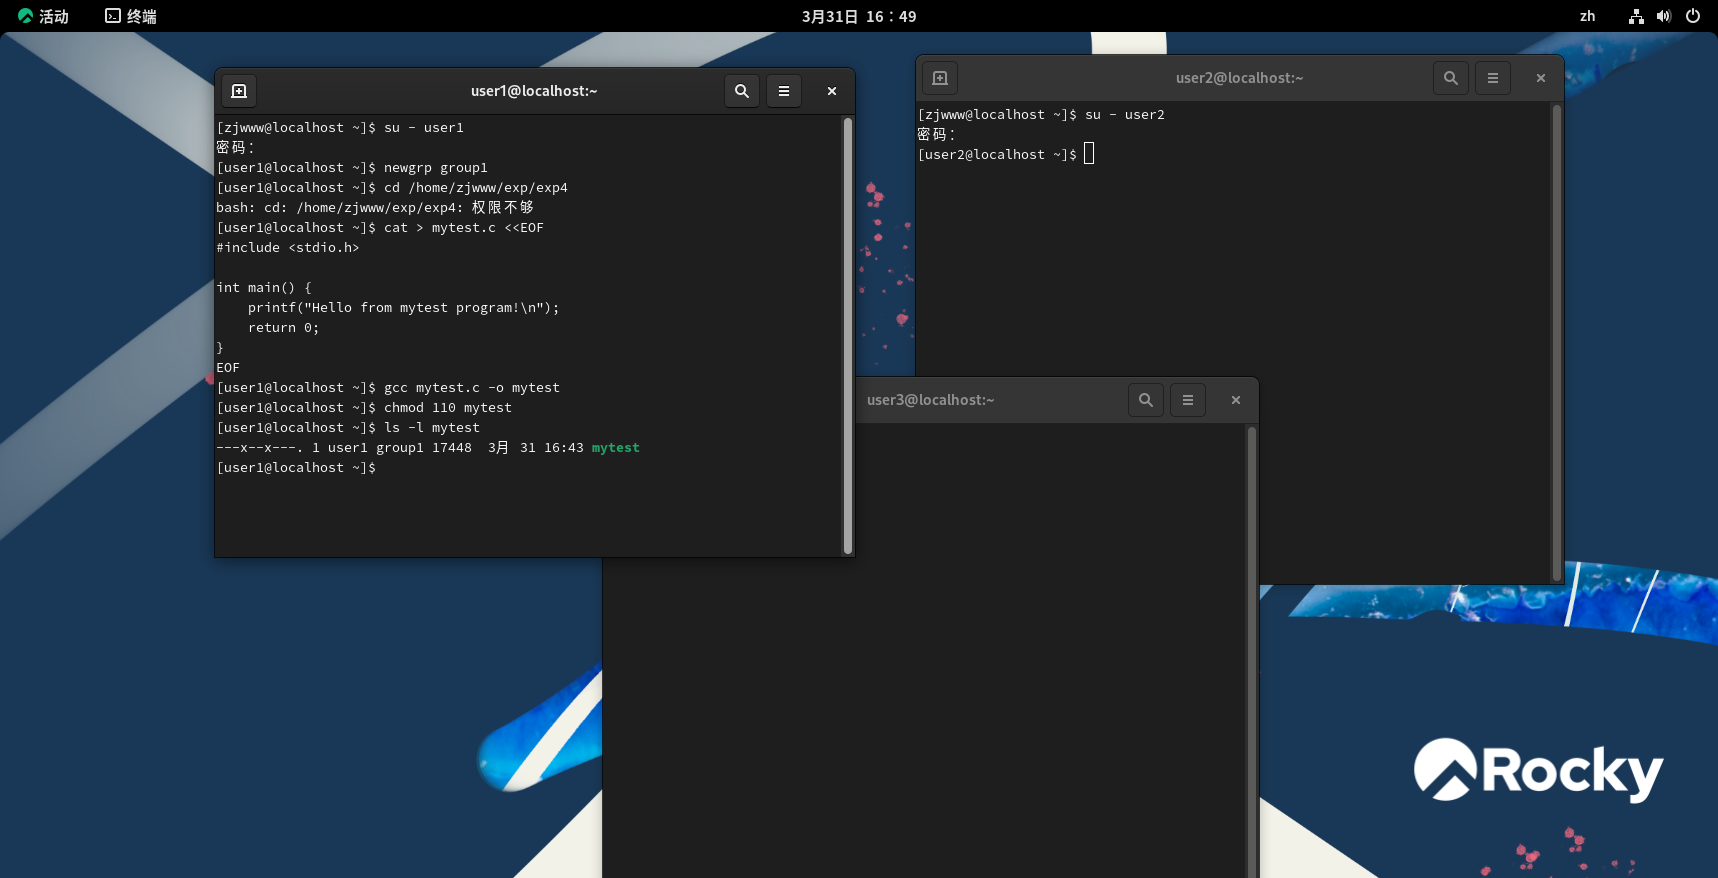 活动
终端
3月31日 16：49
zh
user1@localhost:~
[zjwww@localhost ~]$ su - user1
密码：
[user1@localhost ~]$ newgrp group1
[user1@localhost ~]$ cd /home/zjwww/exp/exp4
bash: cd: /home/zjwww/exp/exp4: 权限不够
[user1@localhost ~]$ cat > mytest.c <<EOF
#include <stdio.h>

int main() {
    printf("Hello from mytest program!\n");
    return 0;
}
EOF
[user1@localhost ~]$ gcc mytest.c -o mytest
[user1@localhost ~]$ chmod 110 mytest
[user1@localhost ~]$ ls -l mytest
---x--x---. 1 user1 group1 17448  3月 31 16:43 mytest
[user1@localhost ~]$
user2@localhost:~
[zjwww@localhost ~]$ su - user2
密码：
[user2@localhost ~]$
user3@localhost:~
Rocky